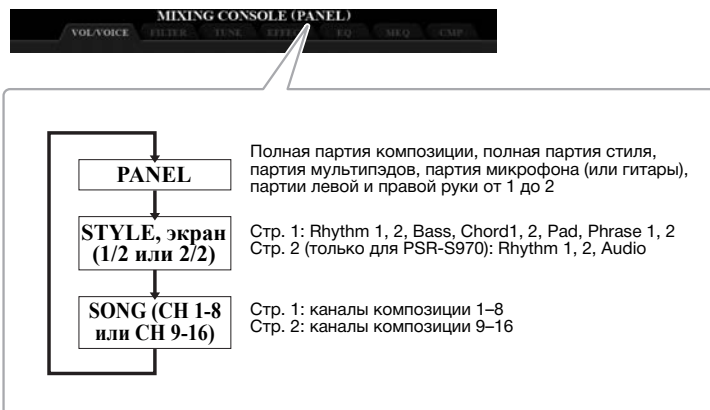 MIXING CONSOLE (PANEL)
VOL/VOICE FILTER TUNE EFFECT EQ MEQ CMP
PANEL
Полная партия композиции, полная партия стиля,
партия мультипэдов, партия микрофона (или гитары),
партии левой и правой руки от 1 до 2
STYLE, экран
(1/2 или 2/2)
Стр. 1: Rhythm 1, 2, Bass, Chord1, 2, Pad, Phrase 1, 2
Стр. 2 (только для PSR-S970): Rhythm 1, 2, Audio
SONG (CH 1-8
или CH 9-16)
Стр. 1: каналы композиции 1–8
Стр. 2: каналы композиции 9–16